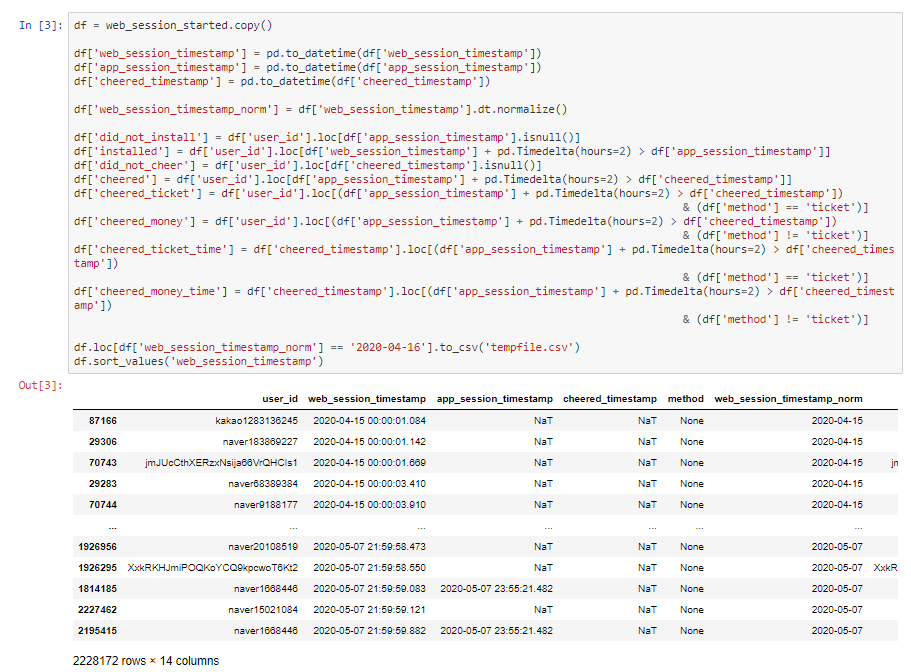 In [3]: df = web_session_started.copy()
df['web_session_timestamp'] = pd.to_datetime(df['web_session_timestamp'])
df['app_session_timestamp'] = pd.to_datetime(df['app_session_timestamp'])
df['cheered_timestamp'] = pd.to_datetime(df['cheered_timestamp'])
df['web_session_timestamp_norm'] = df['web_session_timestamp'].dt.normalize()
df['did_not_install'] = df['user_id'].loc[df['app_session_timestamp'].isnull()]
df['installed'] = df['user_id'].loc[df['web_session_timestamp'] + pd.Timedelta(hours=2) > df['app_session_timestamp']]
df['did_not_cheer'] = df['user_id'].loc[df['cheered_timestamp'].isnull()]
df['cheered'] = df['user_id'].loc[df['app_session_timestamp'] + pd.Timedelta(hours=2) > df['cheered_timestamp']]
df['cheered_ticket'] = df['user_id'].loc[(df['app_session_timestamp'] + pd.Timedelta(hours=2) > df['cheered_timestamp'])
& (df['method'] == 'ticket')]
df['cheered_money'] = df['user_id'].loc[(df['app_session_timestamp'] + pd.Timedelta(hours=2) > df['cheered_timestamp'])
& (df['method'] != 'ticket')]
df['cheered_ticket_time'] = df['cheered_timestamp'].loc[(df['app_session_timestamp'] + pd.Timedelta(hours=2) > df['cheered_times
tamp'])
& (df['method'] == 'ticket')]
df['cheered_money_time'] = df['cheered_timestamp'].loc[(df['app_session_timestamp'] + pd.Timedelta(hours=2) > df['cheered_timest
amp'])
& (df['method'] != 'ticket')]
df.loc[df['web_session_timestamp_norm'] == '2020-04-16'].to_csv('tempfile.csv')
df.sort_values('web_session_timestamp')
Out[3]:
user_id web_session_timestamp app_session_timestamp cheered_timestamp method web_session_timestamp_norm
87166 kakao1283136245 2020-04-15 00:00:01.084 NaT NaT None 2020-04-15
29306 naver183869227 2020-04-15 00:00:01.142 NaT NaT None 2020-04-15
70743 jmJUcCthXERzxNsija66VrQHCIs1 2020-04-15 00:00:01.669 NaT NaT None 2020-04-15 jn
29283 naver68389384 2020-04-15 00:00:03.410 NaT NaT None 2020-04-15
70744 naver9188177 2020-04-15 00:00:03.910 NaT NaT None 2020-04-15
... ... ... ... ... ... ...
1926956 naver20108519 2020-05-07 21:59:58.473 NaT NaT None 2020-05-07
1926295 XxkRKHJmiPOQKoYCQ9kpcwoT6Kt2 2020-05-07 21:59:58.550 NaT NaT None 2020-05-07 XxkR
1814185 naver1668446 2020-05-07 21:59:59.083 2020-05-07 23:55:21.482 NaT None 2020-05-07
2227462 naver15021084 2020-05-07 21:59:59.121 NaT NaT None 2020-05-07
2195415 naver1668446 2020-05-07 21:59:59.882 2020-05-07 23:55:21.482 NaT None 2020-05-07
2228172 rows × 14 columns